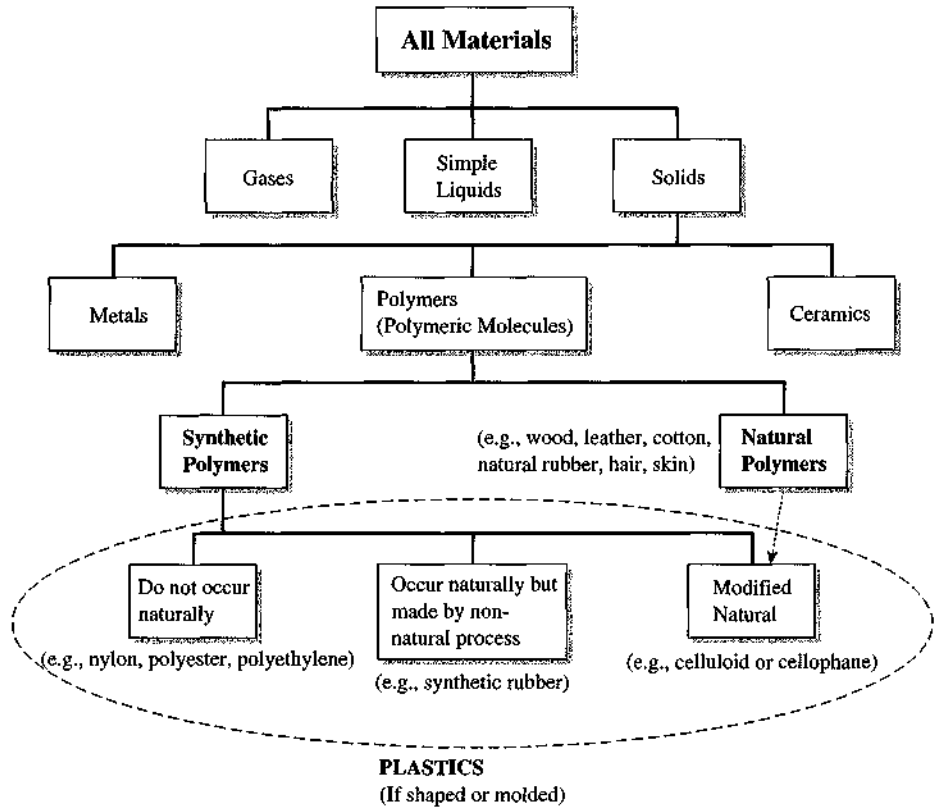 All Materials
Gases
Simple
Liquids
Solids
Metals
Polymers
(Polymeric Molecules)
Ceramics
Synthetic
Polymers
(e.g., wood, leather, cotton,
natural rubber, hair, skin)
Natural
Polymers
Do not occur
naturally
(e.g., nylon, polyester, polyethylene)
Occur naturally but
made by non-
natural process
(e.g., synthetic rubber)
Modified
Natural
(e.g., celluloid or cellophane)
PLASTICS
(If shaped or molded)